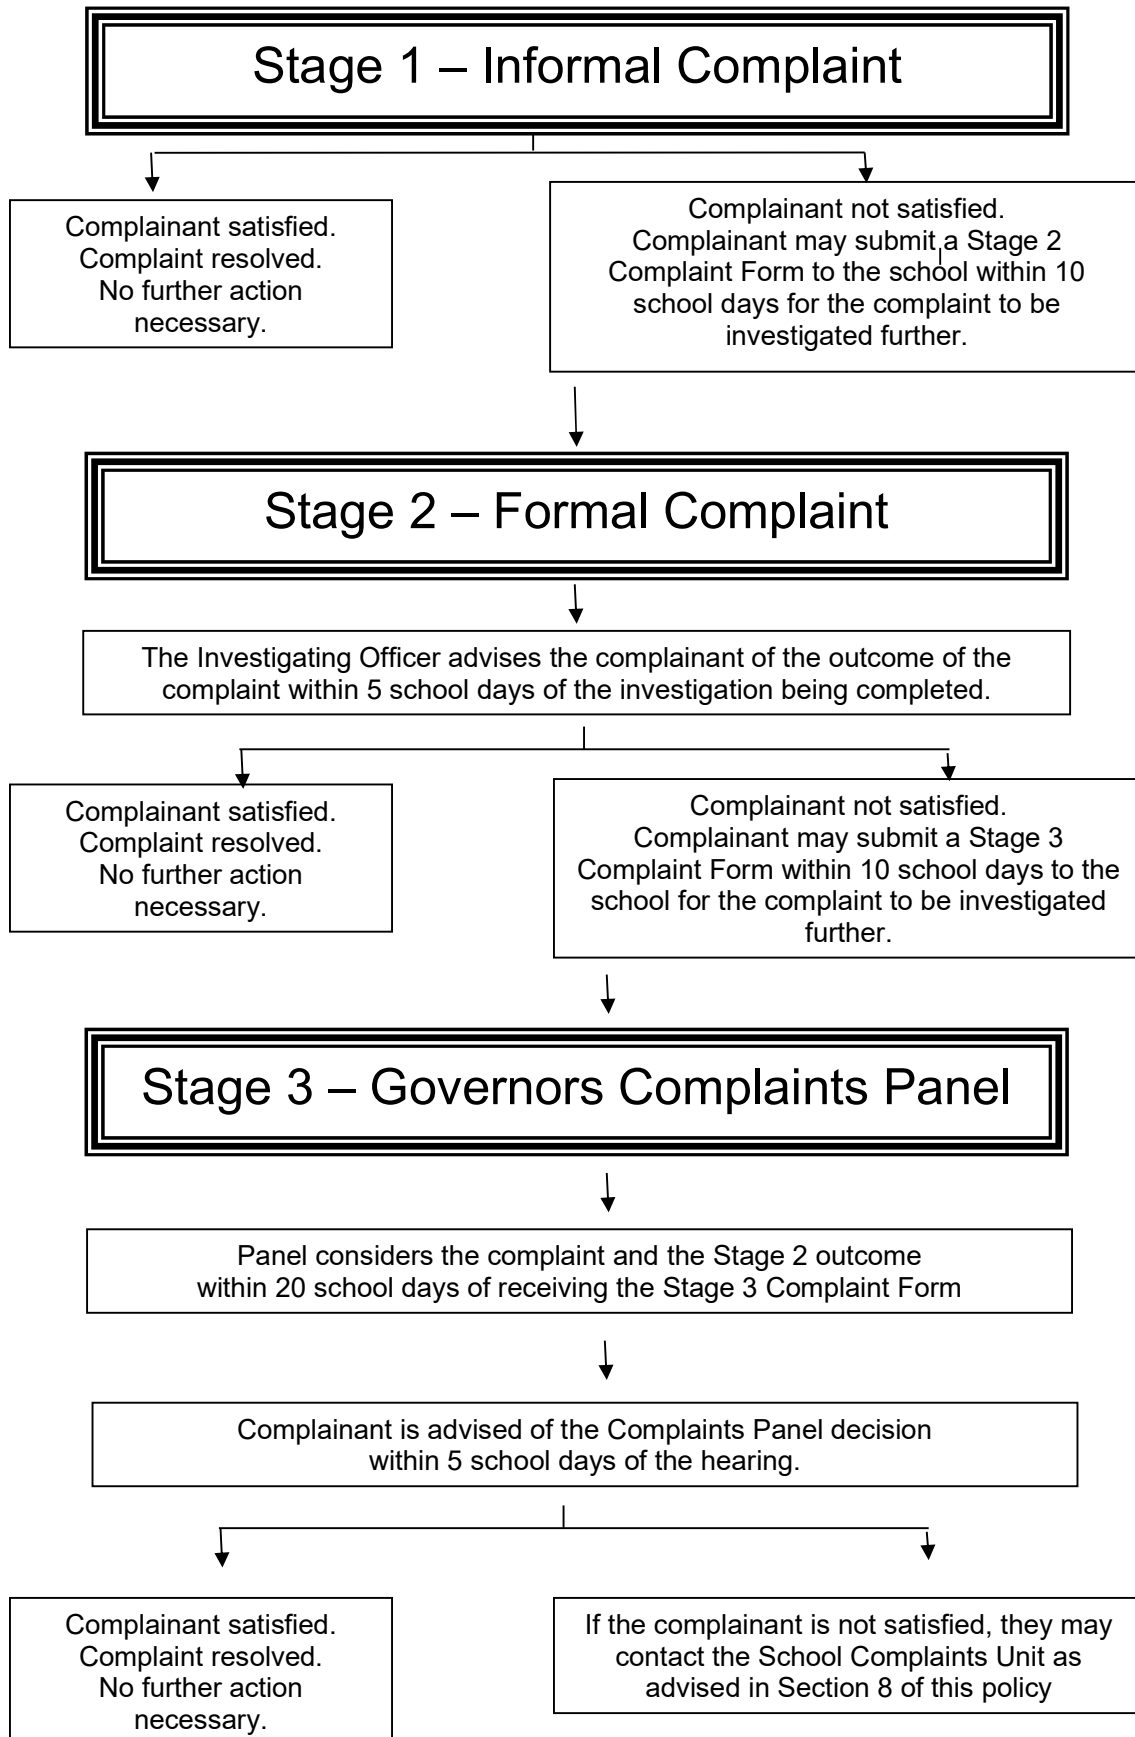 Stage 1 – Informal Complaint
Complainant satisfied.
Complaint resolved.
No further action
necessary.
Complainant not satisfied.
Complainant may submit a Stage 2
Complaint Form to the school within 10
school days for the complaint to be
investigated further.
Stage 2 – Formal Complaint
The Investigating Officer advises the complainant of the outcome of the
complaint within 5 school days of the investigation being completed.
Complainant satisfied.
Complaint resolved.
No further action
necessary.
Complainant not satisfied.
Complainant may submit a Stage 3
Complaint Form within 10 school days to the
school for the complaint to be investigated
further.
Stage 3 – Governors Complaints Panel
Panel considers the complaint and the Stage 2 outcome
within 20 school days of receiving the Stage 3 Complaint Form
Complainant is advised of the Complaints Panel decision
within 5 school days of the hearing.
Complainant satisfied.
Complaint resolved.
No further action
necessary.
If the complainant is not satisfied, they may
contact the School Complaints Unit as
advised in Section 8 of this policy